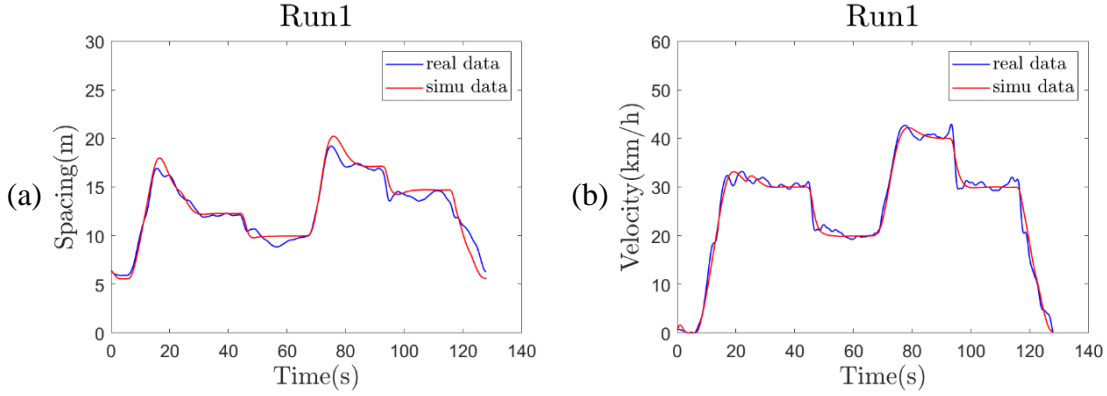 Run1
30
25
20
15
10
5
0
Spacing(m)
(a)
real data
simu data
0 20 40 60 80 100 120 140
Time(s)
Run1
60
50
40
30
20
10
0
Velocity(km/h)
(b)
real data
simu data
0 20 40 60 80 100 120 140
Time(s)